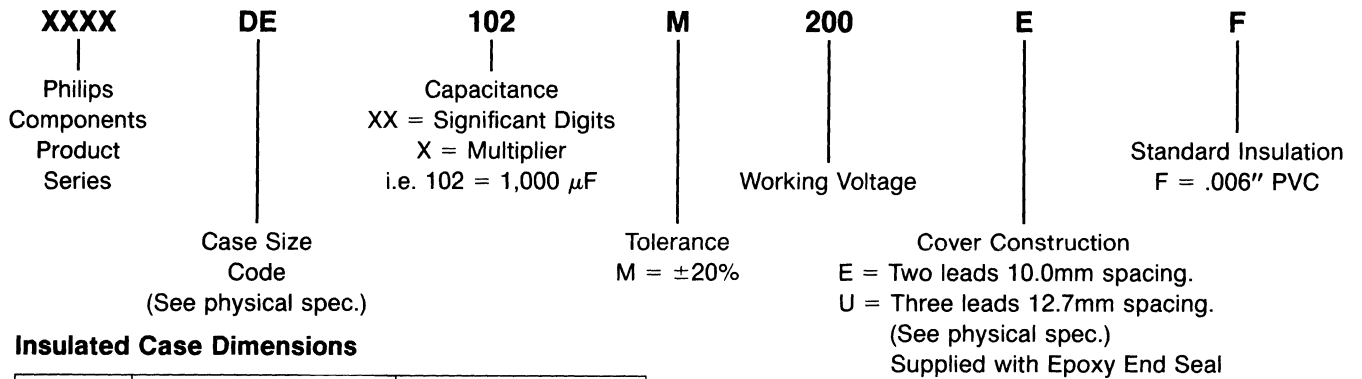 XXXX DE 102 M 200 E F
Philips
Components
Product
Series
Case Size
Code
(See physical spec.)
Capacitance
XX = Significant Digits
X = Multiplier
i.e. 102 = 1,000 μF
Tolerance
M = ±20%
Working Voltage
Cover Construction
E = Two leads 10.0mm spacing.
U = Three leads 12.7mm spacing.
(See physical spec.)
Supplied with Epoxy End Seal
Standard Insulation
F = .006″ PVC
Insulated Case Dimensions